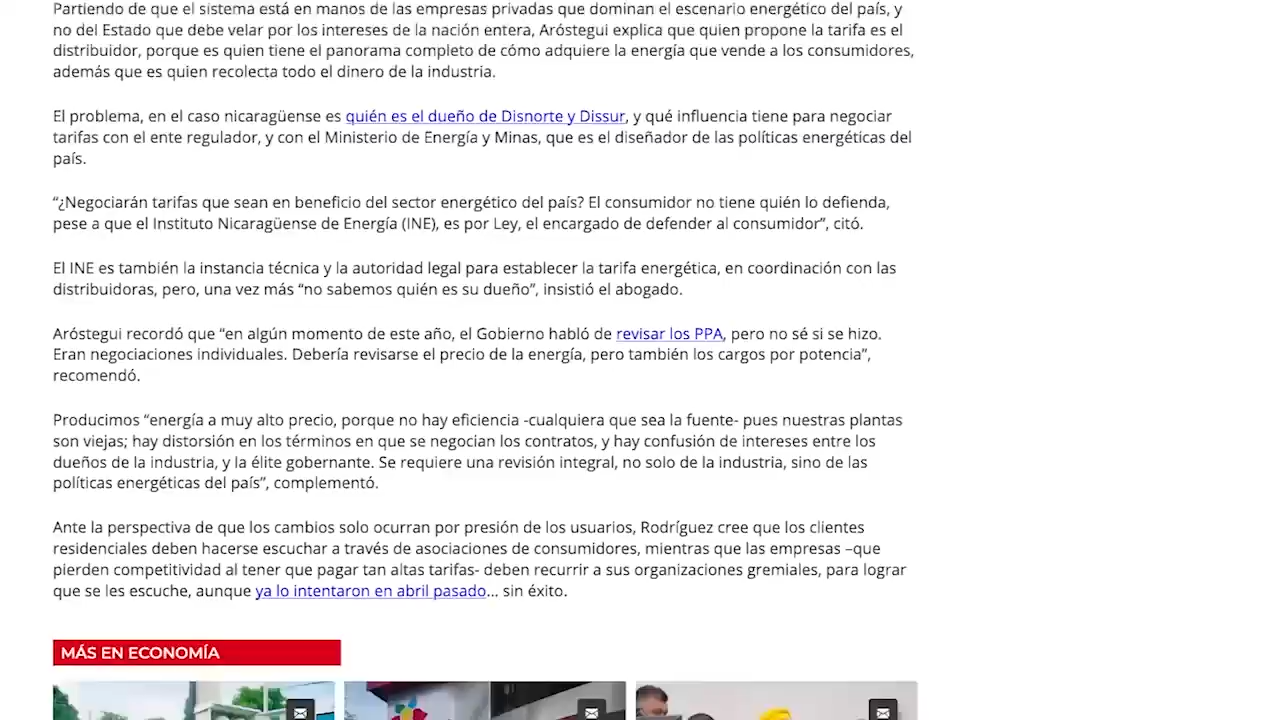 Partiendo de que el sistema está en manos de las empresas privadas que dominan el escenario energético del país, y
no del Estado que debe velar por los intereses de la nación entera, Aróstegui explica que quien propone la tarifa es el
distribuidor, porque es quien tiene el panorama completo de cómo adquiere la energía que vende a los consumidores,
además que es quien recolecta todo el dinero de la industria.
El problema, en el caso nicaragüense es quién es el dueño de Disnorte y Dissur, y qué influencia tiene para negociar
tarifas con el ente regulador, y con el Ministerio de Energía y Minas, que es el diseñador de las políticas energéticas del
país.
“¿Negociarán tarifas que sean en beneficio del sector energético del país? El consumidor no tiene quién lo defienda,
pese a que el Instituto Nicaragüense de Energía (INE), es por Ley, el encargado de defender al consumidor”, citó.
El INE es también la instancia técnica y la autoridad legal para establecer la tarifa energética, en coordinación con las
distribuidoras, pero, una vez más “no sabemos quién es su dueño”, insistió el abogado.
Aróstegui recordó que “en algún momento de este año, el Gobierno habló de revisar los PPA, pero no sé si se hizo.
Eran negociaciones individuales. Debería revisarse el precio de la energía, pero también los cargos por potencia”,
recomendó.
Producimos “energía a muy alto precio, porque no hay eficiencia -cualquiera que sea la fuente- pues nuestras plantas
son viejas; hay distorsión en los términos en que se negocian los contratos, y hay confusión de intereses entre los
dueños de la industria, y la élite gobernante. Se requiere una revisión integral, no solo de la industria, sino de las
políticas energéticas del país”, complementó.
Ante la perspectiva de que los cambios solo ocurran por presión de los usuarios, Rodríguez cree que los clientes
residenciales deben hacerse escuchar a través de asociaciones de consumidores, mientras que las empresas –que
pierden competitividad al tener que pagar tan altas tarifas- deben recurrir a sus organizaciones gremiales, para lograr
que se les escuche, aunque ya lo intentaron en abril pasado... sin éxito.
MÁS EN ECONOMÍA